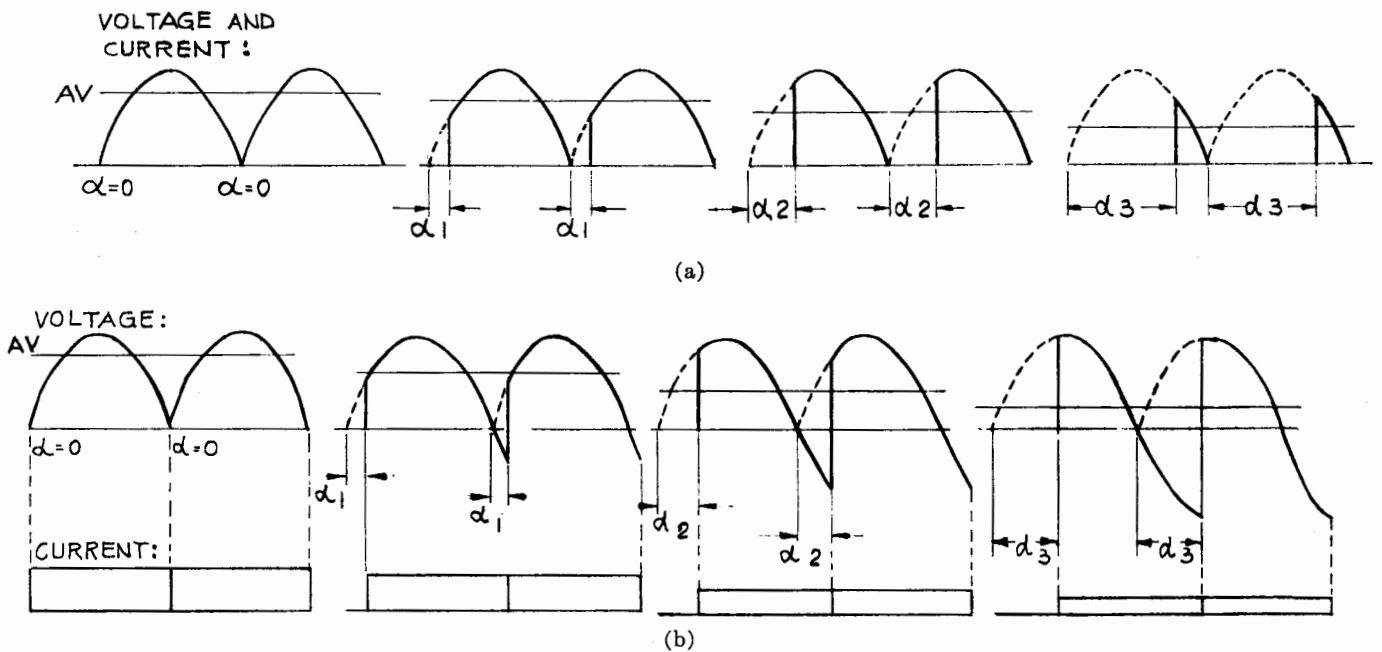 VOLTAGE AND
CURRENT:
AV
α=0 α=0
α1 α1 α2 α2 α3 α3
(a)
VOLTAGE:
AV
α=0 α=0
α1 α1 α2 α2 α3 α3
CURRENT:
(b)